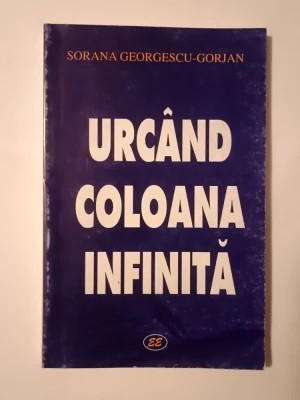 SORANA GEORGESCU-GORJAN
URCÂND
COLOANA
INFINITĂ
EE